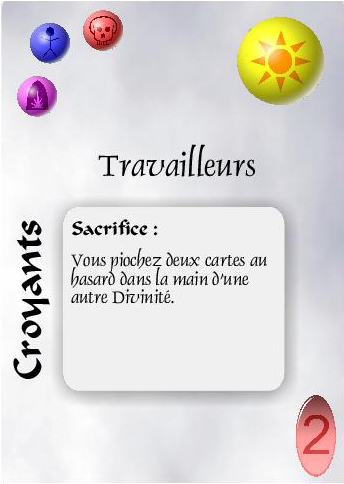 Travailleurs
Croyants
Sacrifice :
Vous piochez deux cartes au
hasard dans la main d'une
autre Divinité.
2